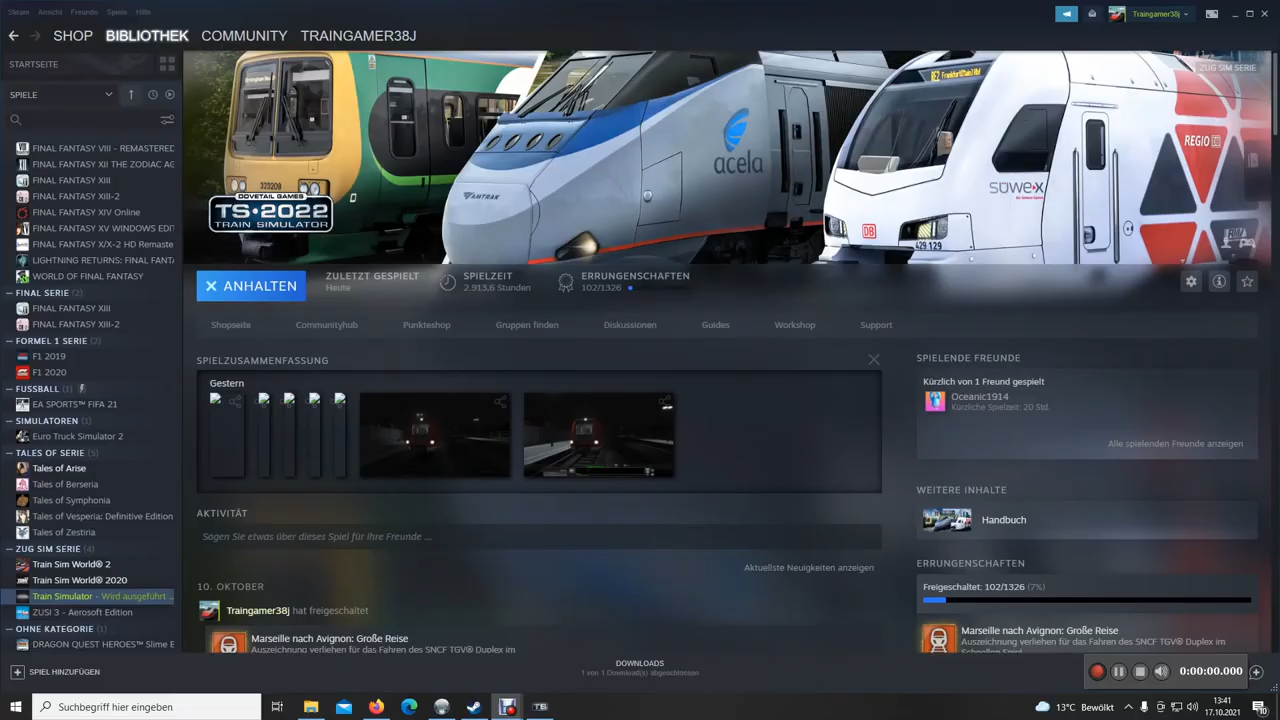 Steam Ansicht Freunde Spiele Hilfe
Traingamer38j
SHOP BIBLIOTHEK COMMUNITY TRAINGAMER38J
STARTSEITE
SPIELE
FINAL FANTASY VIII - REMASTERED
FINAL FANTASY XII THE ZODIAC AG
FINAL FANTASY XIII
FINAL FANTASY XIII-2
FINAL FANTASY XIV Online
FINAL FANTASY XV WINDOWS EDIT
FINAL FANTASY X/X-2 HD Remaste
LIGHTNING RETURNS: FINAL FANTA
WORLD OF FINAL FANTASY
FINAL SERIE (2)
FINAL FANTASY XIII
FINAL FANTASY XIII-2
FORMEL 1 SERIE (2)
F1 2019
F1 2020
FUSSBALL (1)
EA SPORTS™ FIFA 21
SIMULATOREN (1)
Euro Truck Simulator 2
TALES OF SERIE (5)
Tales of Arise
Tales of Berseria
Tales of Symphonia
Tales of Vesperia: Definitive Edition
Tales of Zestiria
ZUG SIM SERIE (4)
Train Sim World® 2
Train Sim World® 2020
Train Simulator - Wird ausgeführt ...
ZUSI 3 - Aerosoft Edition
OHNE KATEGORIE (1)
DRAGON QUEST HEROES™ Slime E
SPIEL HINZUFÜGEN
ZUG SIM SERIE
323209
DOVETAIL GAMES
TS•2022
TRAIN SIMULATOR
AMTRAK
acela
süwex
DB
429 129
REGIO DB
ANHALTEN
ZULETZT GESPIELT
Heute
SPIELZEIT
2.913,6 Stunden
ERRUNGENSCHAFTEN
102/1326
Shopseite Communityhub Punkteshop Gruppen finden Diskussionen Guides Workshop Support
SPIELZUSAMMENFASSUNG
Gestern
AKTIVITÄT
Sagen Sie etwas über dieses Spiel für ihre Freunde ...
Aktuellste Neuigkeiten anzeigen
10. OKTOBER
Traingamer38j hat freigeschaltet
Marseille nach Avignon: Große Reise
Auszeichnung verliehen für das Fahren des SNCF TGV® Duplex im
SPIELENDE FREUNDE
Kürzlich von 1 Freund gespielt
Oceanic1914
Kürzliche Spielzeit: 20 Std.
Alle spielenden Freunde anzeigen
WEITERE INHALTE
Handbuch
ERRUNGENSCHAFTEN
Freigeschaltet: 102/1326 (7%)
Marseille nach Avignon: Große Reise
Auszeichnung verliehen für das Fahren des SNCF TGV® Duplex im
Schnellen Spiel
DOWNLOADS
1 von 1 Download(s) abgeschlossen
0:00:00.000
Suchbegriff hier eingeben
TS
13°C Bewölkt
13:41
17.10.2021
10